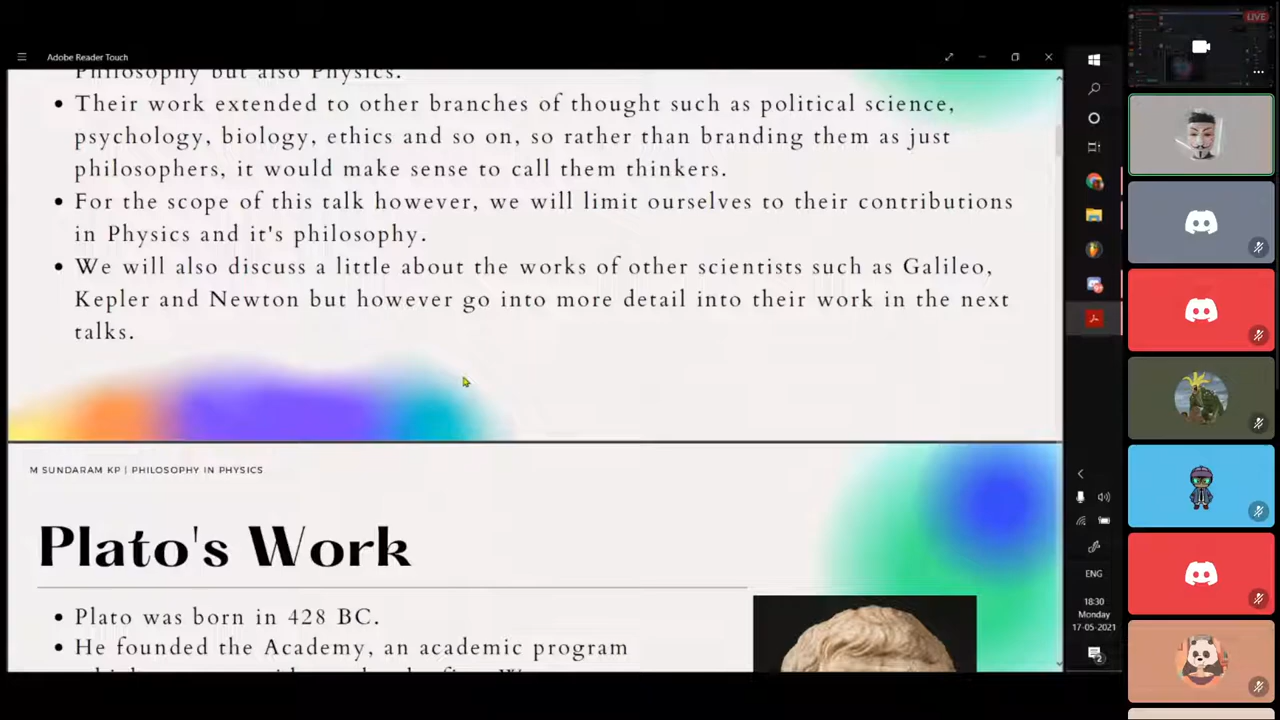 LIVE
Adobe Reader Touch
Philosophy but also Physics.
• Their work extended to other branches of thought such as political science,
psychology, biology, ethics and so on, so rather than branding them as just
philosophers, it would make sense to call them thinkers.
• For the scope of this talk however, we will limit ourselves to their contributions
in Physics and it's philosophy.
• We will also discuss a little about the works of other scientists such as Galileo,
Kepler and Newton but however go into more detail into their work in the next
talks.
M SUNDARAM KP | PHILOSOPHY IN PHYSICS
Plato's Work
• Plato was born in 428 BC.
• He founded the Academy, an academic program
ENG
18:30
Monday
17-05-2021
2